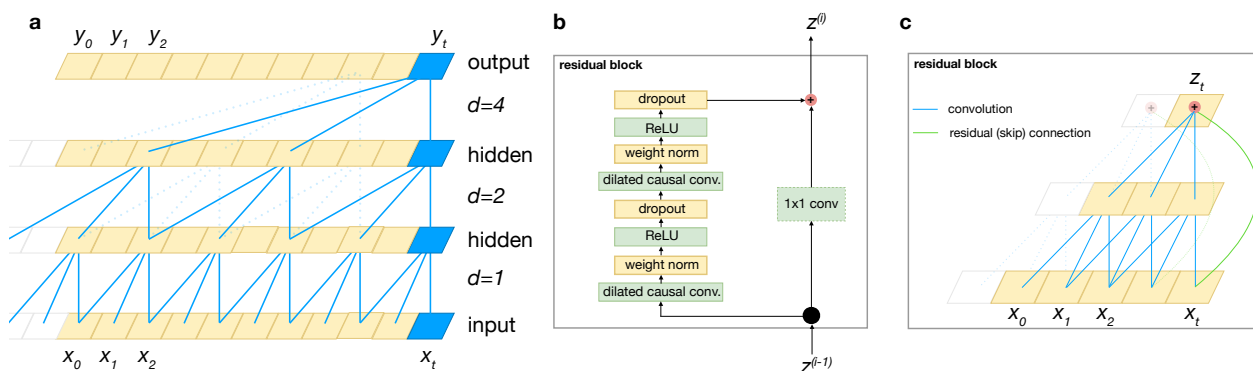 a
y0 y1 y2 yt
output
d=4
hidden
d=2
hidden
d=1
input
x0 x1 x2 xt
b
z(i)
residual block
dropout
ReLU
weight norm
dilated causal conv.
dropout
ReLU
weight norm
dilated causal conv.
+
1x1 conv
z(i-1)
c
residual block
convolution
residual (skip) connection
zt
+ +
x0 x1 x2 xt